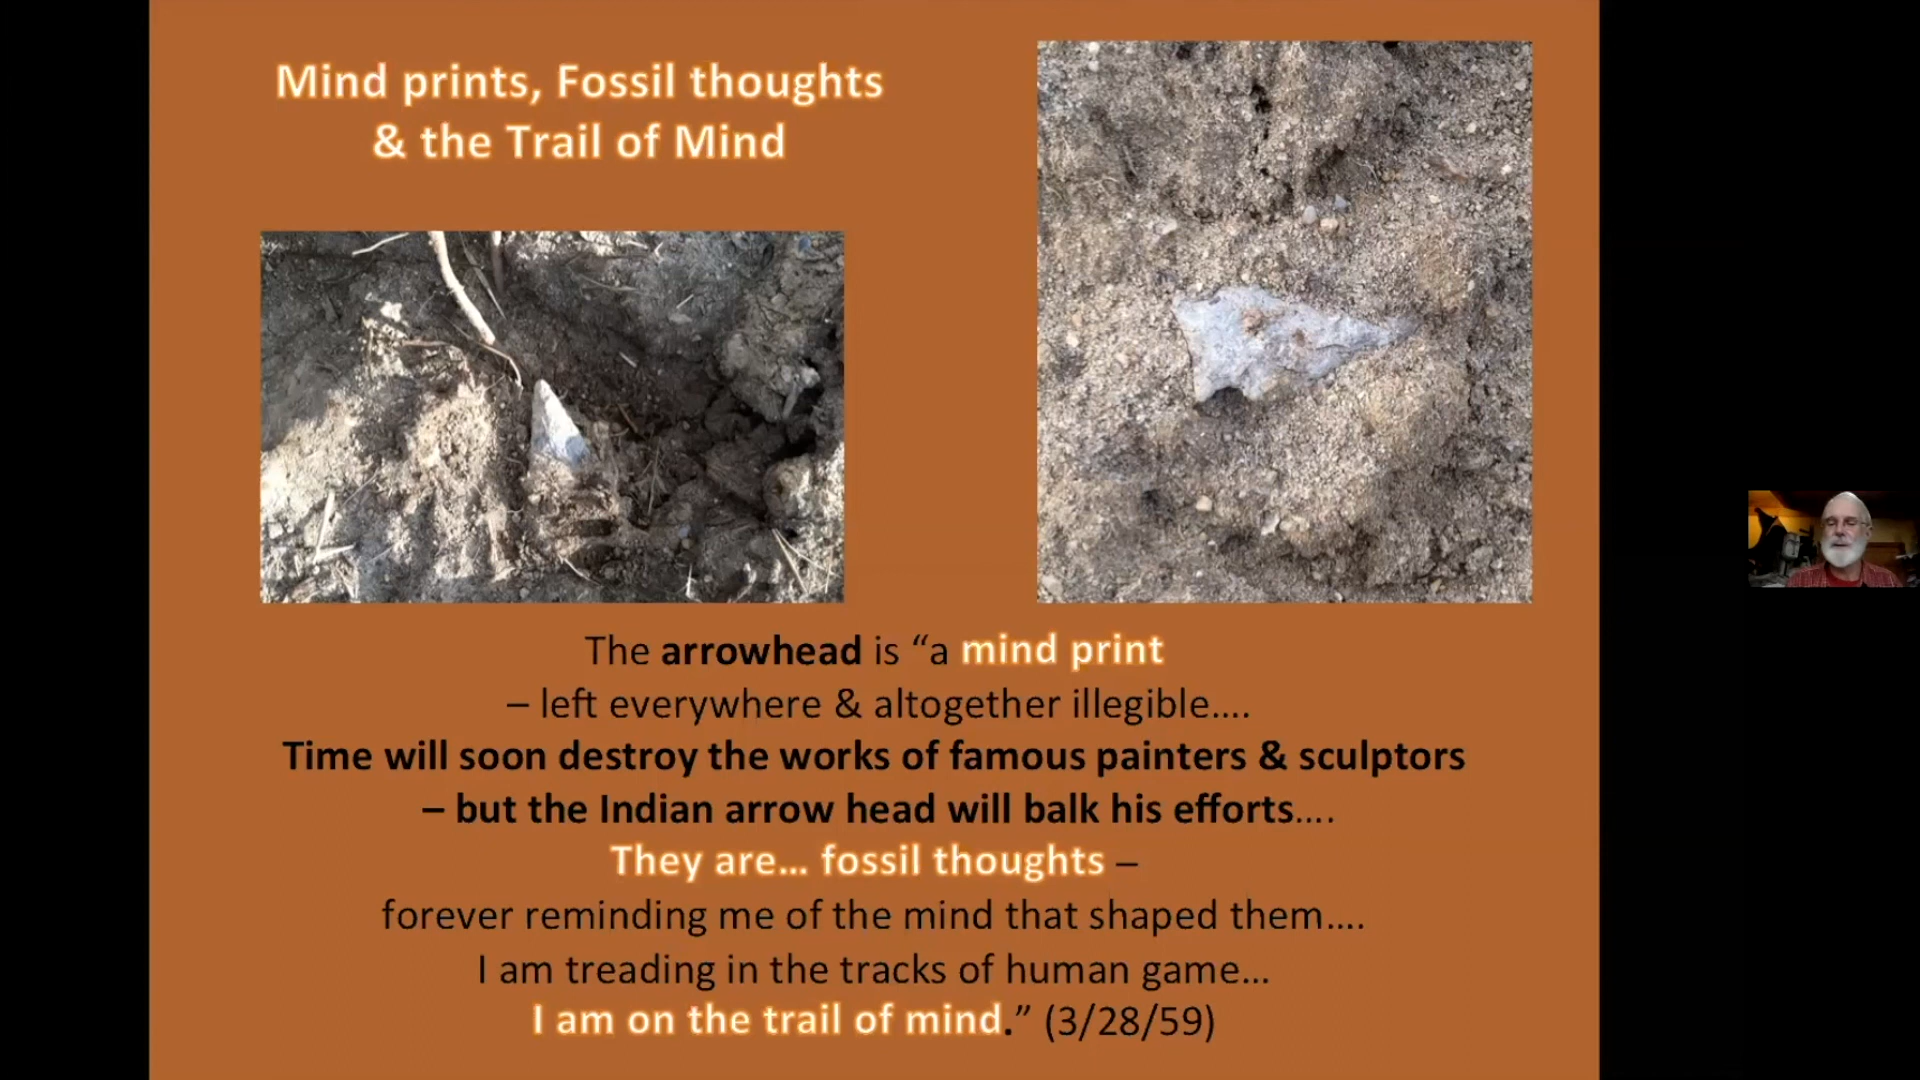 Mind prints, Fossil thoughts
& the Trail of Mind
The arrowhead is “a mind print
– left everywhere & altogether illegible….
Time will soon destroy the works of famous painters & sculptors
– but the Indian arrow head will balk his efforts….
They are… fossil thoughts –
forever reminding me of the mind that shaped them….
I am treading in the tracks of human game…
I am on the trail of mind.” (3/28/59)